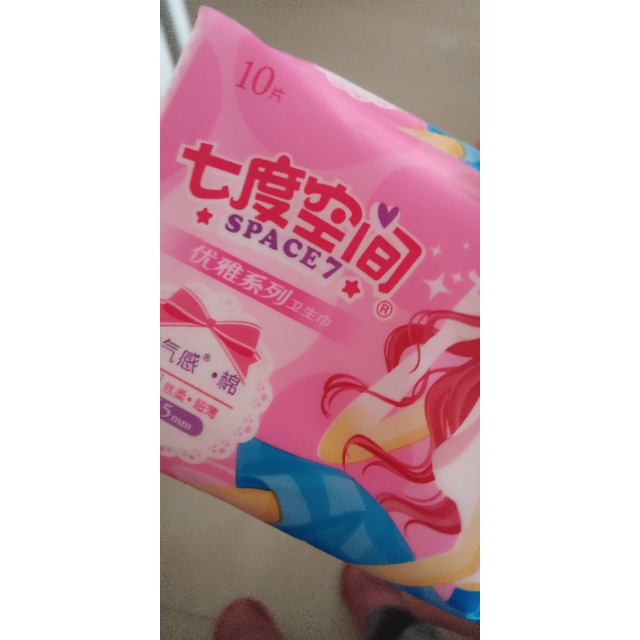 10片
七度空间
SPACE7
®
优雅系列卫生巾
气感®·棉
丝柔·超薄
5mm